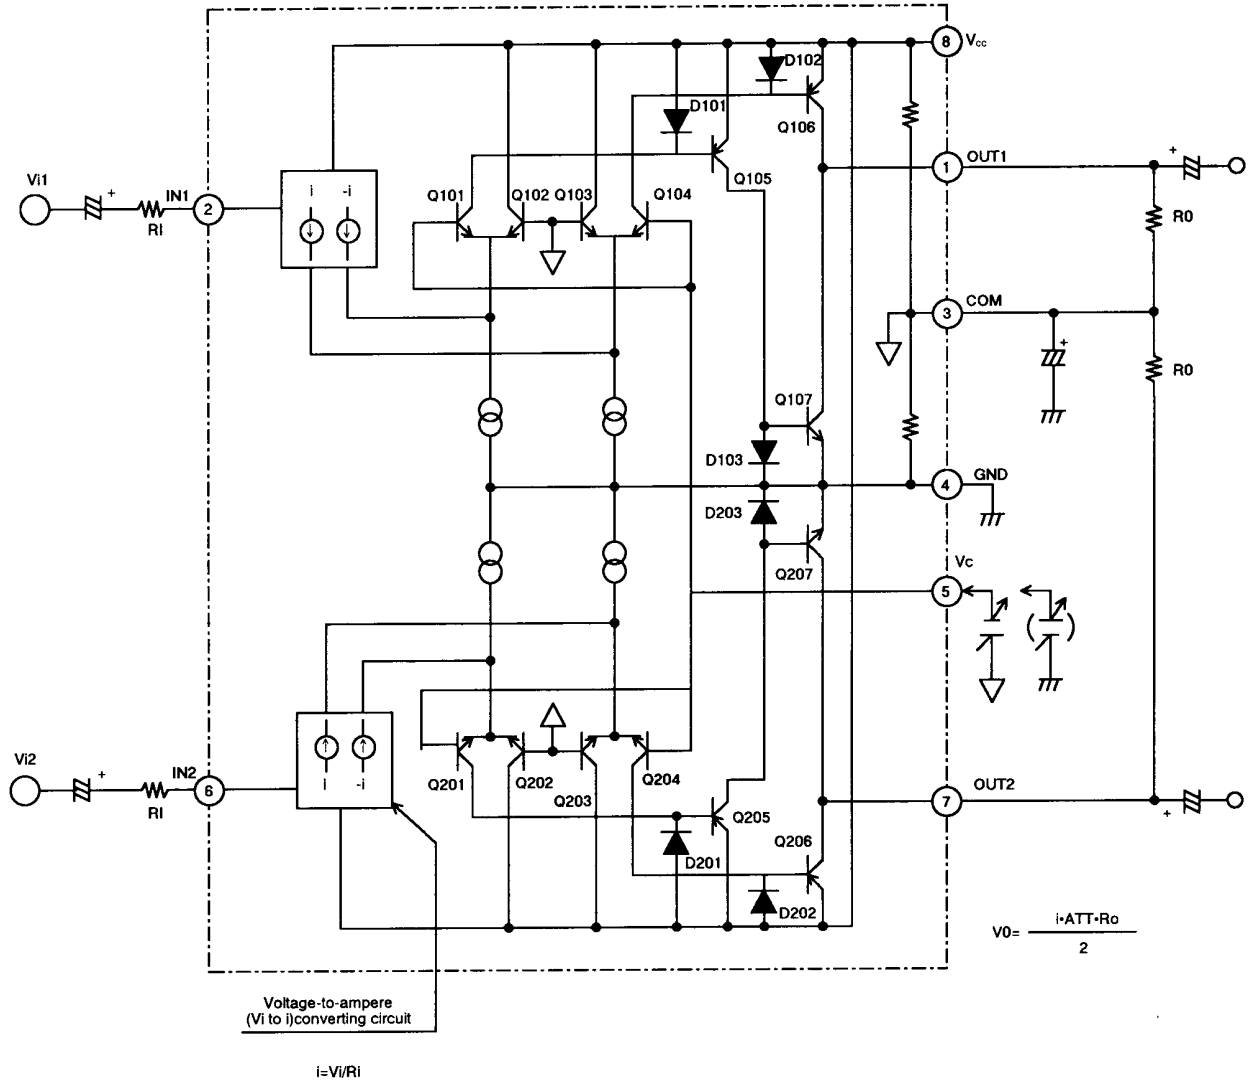 8 Vcc
D102
D101
Q106
1 OUT1
Q105
Vi1
+
IN1
2
RI
i -i
Q101 Q102 Q103 Q104
+
R0
3 COM
+
R0
Q107
D103
4 GND
D203
Q207
Vc
5
( )
Vi2
+
IN2
6
RI
i -i
Q201 Q202 Q203 Q204
Q205
D201
Q206
D202
7 OUT2
+
V0= i•ATT•Ro
2
Voltage-to-ampere
(Vi to i)converting circuit
i=Vi/Ri